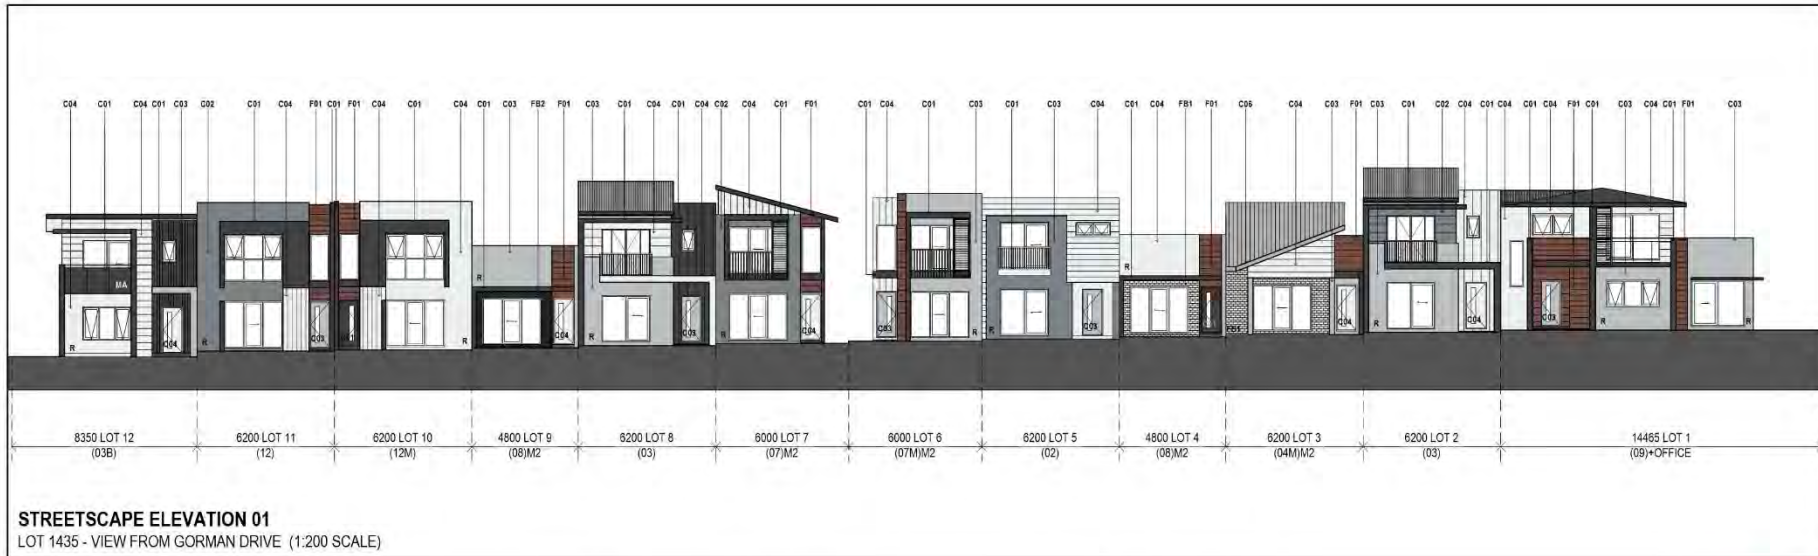 C04 C01 C04 C01 C03 C02 C01 C04 F01 C01 F01 C04 C01 C04 C01 C03 FB2 F01 C03 C01 C04 C01 C04 C02 C04 C01 F01 C01 C04 C01 C03 C01 C03 C04 C01 C04 FB1 F01 C06 C04 C03 F01 C03 C01 C02 C04 C01 C04 C01 C04 F01 C01 C03 C04 C01 F01 C03
MA
R
R
R
R
R
FB1
R
C04 C03 C04 C03 C04 C03 C03 C04 C04 C03
R R R R R R R R R
8350 LOT 12 6200 LOT 11 6200 LOT 10 4800 LOT 9 6200 LOT 8 6000 LOT 7 6000 LOT 6 6200 LOT 5 4800 LOT 4 6200 LOT 3 6200 LOT 2 14465 LOT 1
(03B) (12) (12M) (08)M2 (03) (07)M2 (07M)M2 (02) (08)M2 (04M)M2 (03) (09)+OFFICE
STREETSCAPE ELEVATION 01
LOT 1435 - VIEW FROM GORMAN DRIVE (1:200 SCALE)